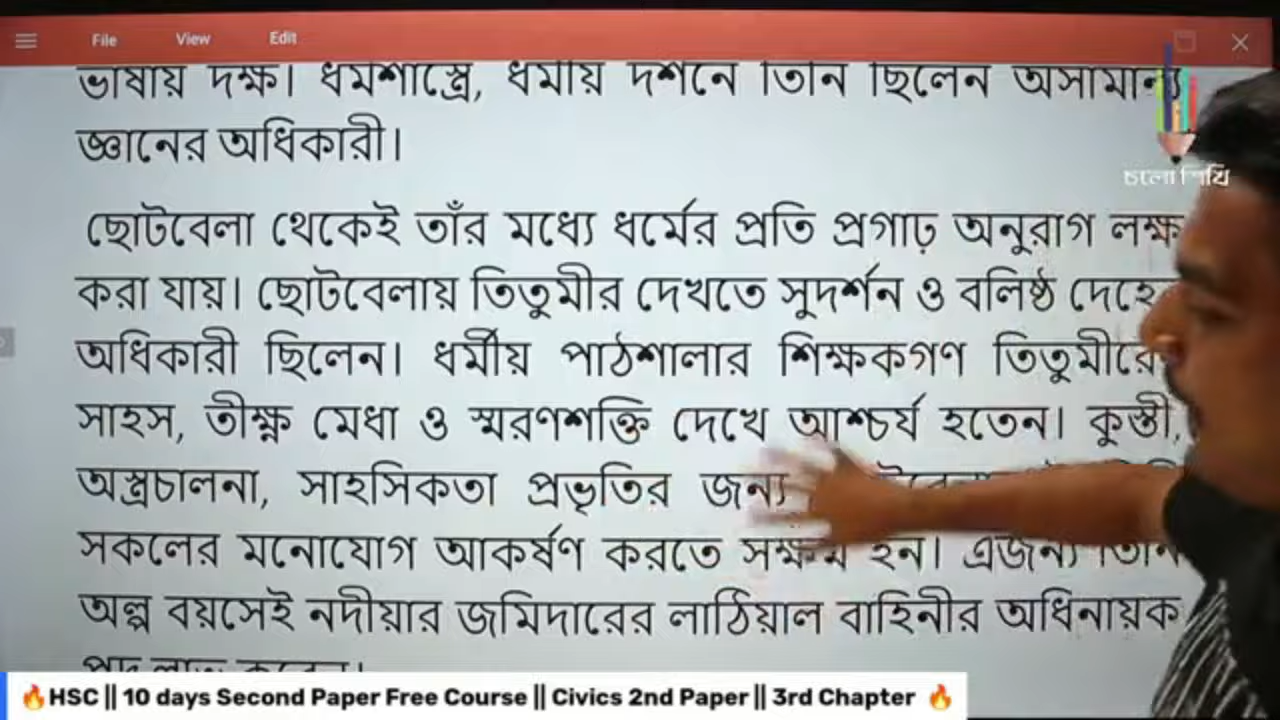 File View Edit
ভাষায় দক্ষ। ধর্মশাস্ত্রে, ধর্মীয় দর্শনে তিনি ছিলেন অসামান্য
জ্ঞানের অধিকারী।
চলো শিখি
ছোটবেলা থেকেই তাঁর মধ্যে ধর্মের প্রতি প্রগাঢ় অনুরাগ লক্ষ
করা যায়। ছোটবেলায় তিতুমীর দেখতে সুদর্শন ও বলিষ্ঠ দেহের
অধিকারী ছিলেন। ধর্মীয় পাঠশালার শিক্ষকগণ তিতুমীরের
সাহস, তীক্ষ্ণ মেধা ও স্মরণশক্তি দেখে আশ্চর্য হতেন। কুস্তী,
অস্ত্রচালনা, সাহসিকতা প্রভৃতির জন্য
সকলের মনোযোগ আকর্ষণ করতে সক্ষম হন। এজন্য তিনি
অল্প বয়সেই নদীয়ার জমিদারের লাঠিয়াল বাহিনীর অধিনায়ক
পদ লাভ করেন।
🔥HSC || 10 days Second Paper Free Course || Civics 2nd Paper || 3rd Chapter 🔥